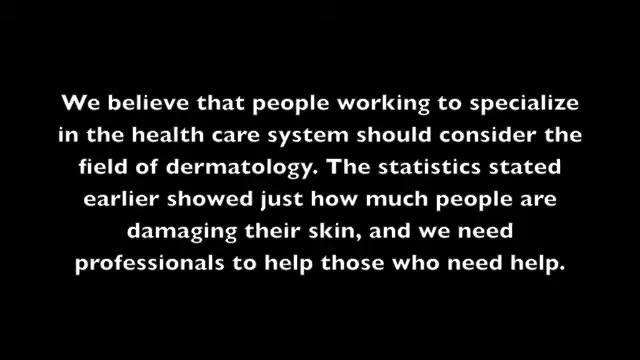 We believe that people working to specialize
in the health care system should consider the
field of dermatology. The statistics stated
earlier showed just how much people are
damaging their skin, and we need
professionals to help those who need help.